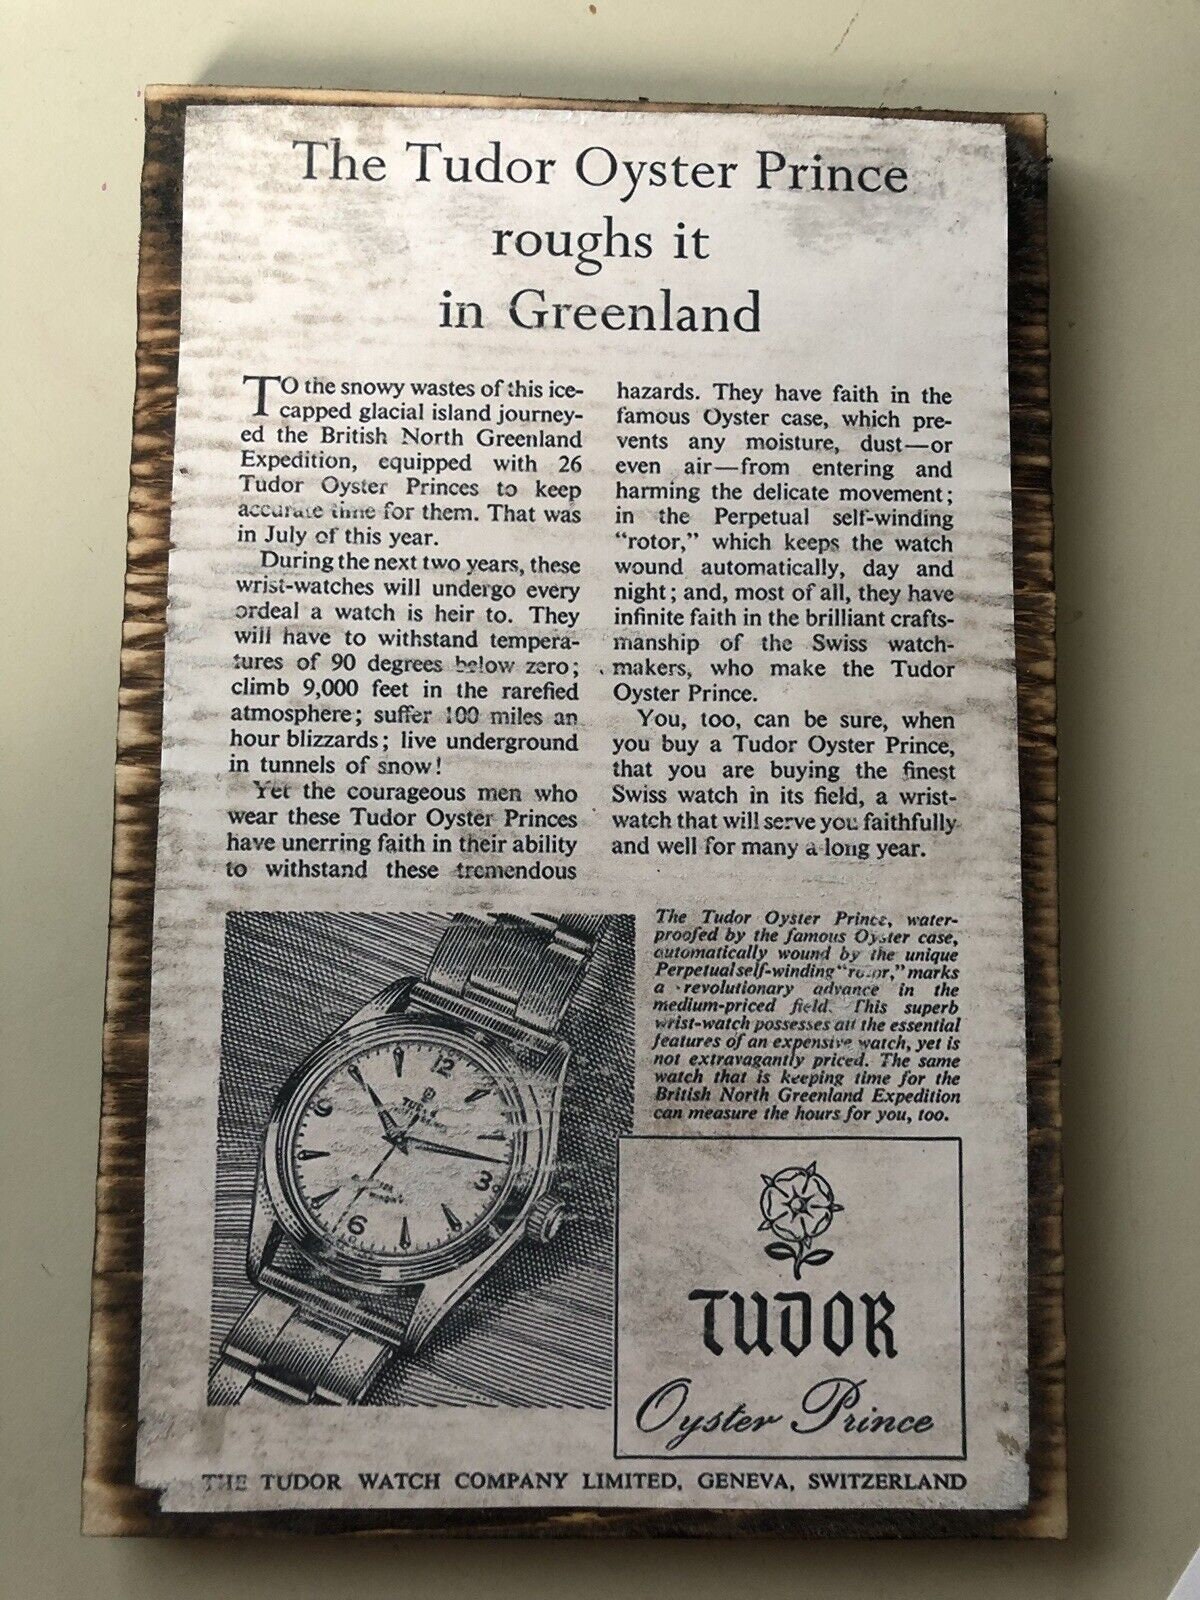 The Tudor Oyster Prince
roughs it
in Greenland
TO the snowy wastes of this ice-
capped glacial island journey-
ed the British North Greenland
Expedition, equipped with 26
Tudor Oyster Princes to keep
accurate time for them. That was
in July of this year.
During the next two years, these
wrist-watches will undergo every
ordeal a watch is heir to. They
will have to withstand tempera-
tures of 90 degrees below zero;
climb 9,000 feet in the rarefied
atmosphere; suffer 100 miles an
hour blizzards; live underground
in tunnels of snow!
Yet the courageous men who
wear these Tudor Oyster Princes
have unerring faith in their ability
to withstand these tremendous
hazards. They have faith in the
famous Oyster case, which pre-
vents any moisture, dust—or
even air—from entering and
harming the delicate movement;
in the Perpetual self-winding
"rotor," which keeps the watch
wound automatically, day and
night; and, most of all, they have
infinite faith in the brilliant crafts-
manship of the Swiss watch-
makers, who make the Tudor
Oyster Prince.
You, too, can be sure, when
you buy a Tudor Oyster Prince,
that you are buying the finest
Swiss watch in its field, a wrist-
watch that will serve you faithfully
and well for many a long year.
The Tudor Oyster Prince, water-
proofed by the famous Oyster case,
automatically wound by the unique
Perpetual self-winding "rotor," marks
a revolutionary advance in the
medium-priced field. This superb
wrist-watch possesses all the essential
features of an expensive watch, yet is
not extravagantly priced. The same
watch that is keeping time for the
British North Greenland Expedition
can measure the hours for you, too.
12
TUDOR
9
3
6
TUDOR
Oyster Prince
THE TUDOR WATCH COMPANY LIMITED, GENEVA, SWITZERLAND